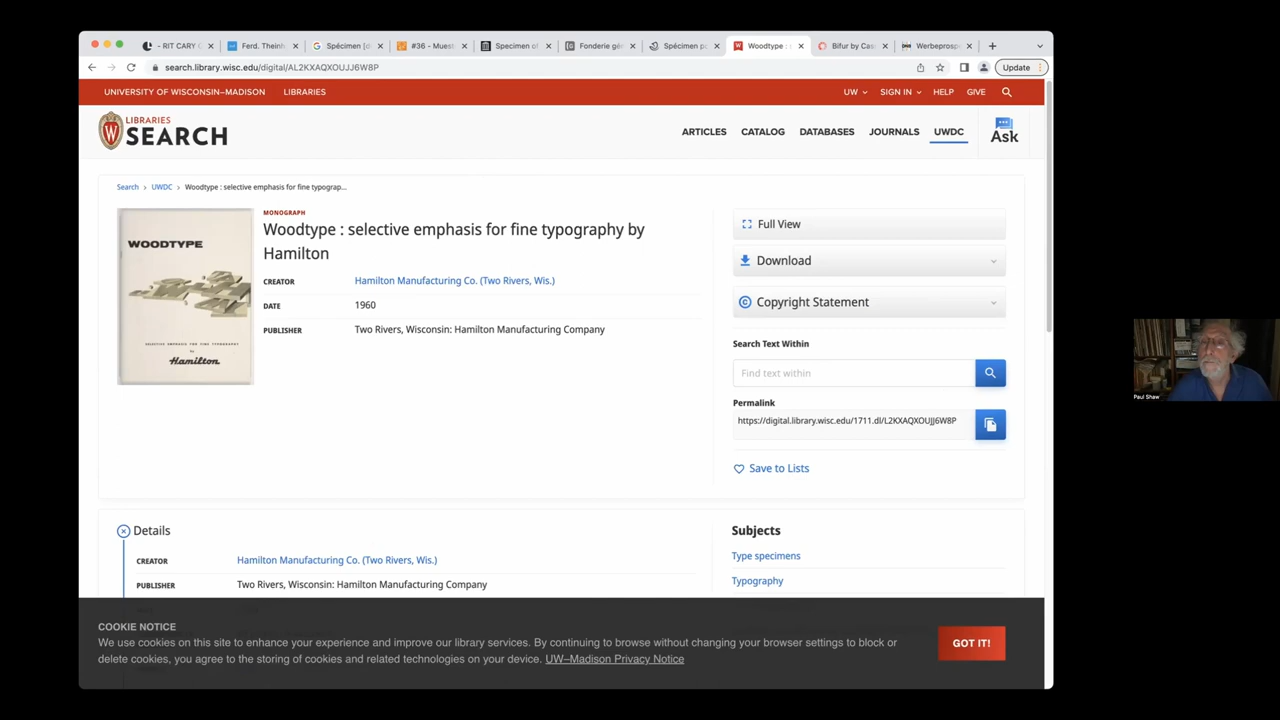 - RIT CARY C
Ferd. Theinh
Spécimen [d
#36 - Muest
Specimen of
Fonderie gén
Spécimen po
Woodtype : s
Bifur by Cas
Werbeprosp
search.library.wisc.edu/digital/AL2KXAQXOUJJ6W8P
Update
UNIVERSITY OF WISCONSIN–MADISON
LIBRARIES
UW
SIGN IN
HELP
GIVE
W
LIBRARIES
SEARCH
ARTICLES
CATALOG
DATABASES
JOURNALS
UWDC
Ask
Search › UWDC › Woodtype : selective emphasis for fine typograp...
WOODTYPE
SELECTIVE EMPHASIS FOR FINE TYPOGRAPHY
by
Hamilton
MONOGRAPH
Woodtype : selective emphasis for fine typography by
Hamilton
CREATOR
Hamilton Manufacturing Co. (Two Rivers, Wis.)
DATE
1960
PUBLISHER
Two Rivers, Wisconsin: Hamilton Manufacturing Company
Full View
Download
Copyright Statement
Search Text Within
Find text within
Permalink
https://digital.library.wisc.edu/1711.dl/L2KXAQXOUJJ6W8P
Save to Lists
Paul Shaw
Details
CREATOR
Hamilton Manufacturing Co. (Two Rivers, Wis.)
PUBLISHER
Two Rivers, Wisconsin: Hamilton Manufacturing Company
Subjects
Type specimens
Typography
COOKIE NOTICE
We use cookies on this site to enhance your experience and improve our library services. By continuing to browse without changing your browser settings to block or
delete cookies, you agree to the storing of cookies and related technologies on your device. UW–Madison Privacy Notice
GOT IT!